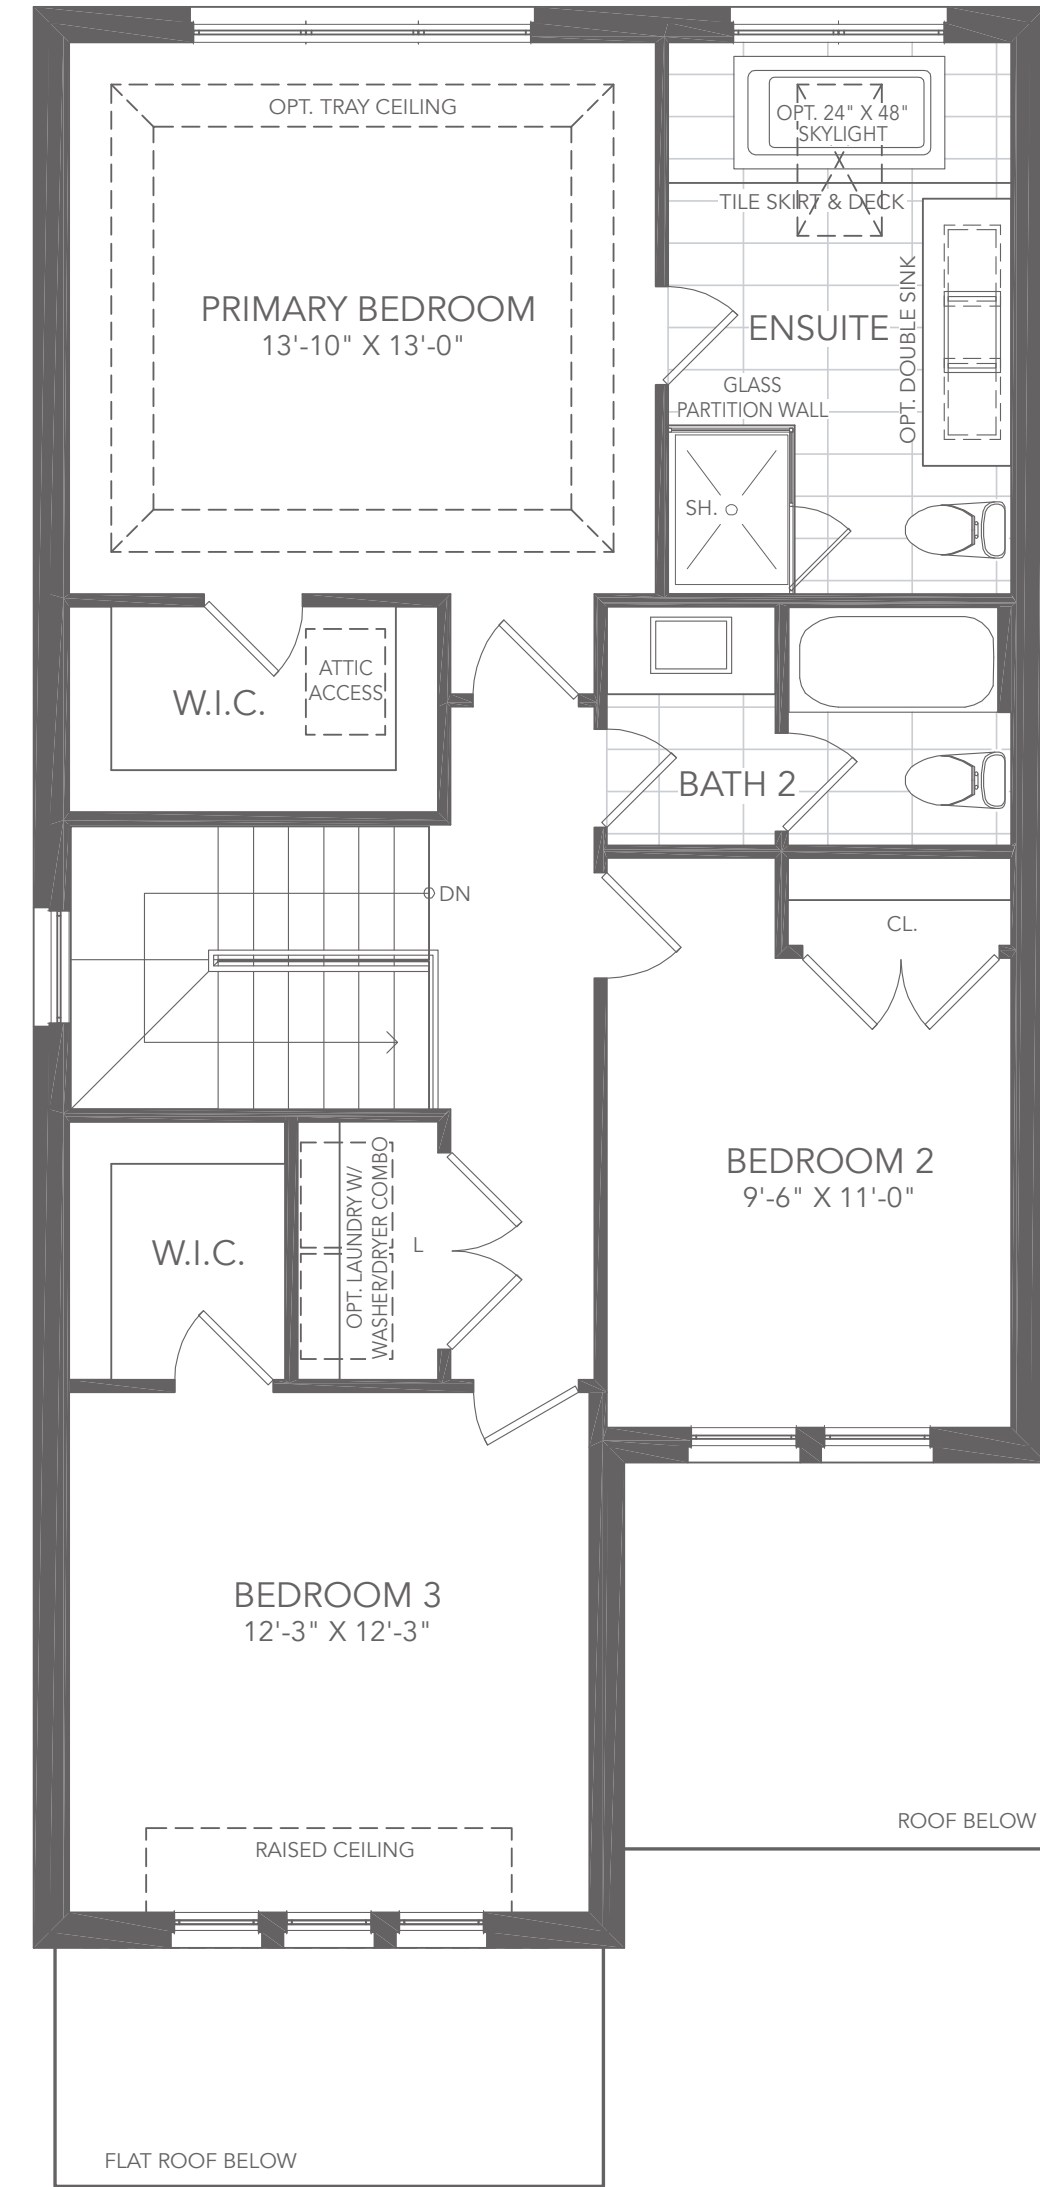 OPT. TRAY CEILING
OPT. 24" X 48"
SKYLIGHT
TILE SKIRT & DECK
PRIMARY BEDROOM
13'-10" X 13'-0"
ENSUITE
OPT. DOUBLE SINK
GLASS
PARTITION WALL
SH.
W.I.C.
ATTIC
ACCESS
BATH 2
DN
CL.
BEDROOM 2
9'-6" X 11'-0"
W.I.C.
OPT. LAUNDRY W/
WASHER/DRYER COMBO
L
BEDROOM 3
12'-3" X 12'-3"
RAISED CEILING
ROOF BELOW
FLAT ROOF BELOW